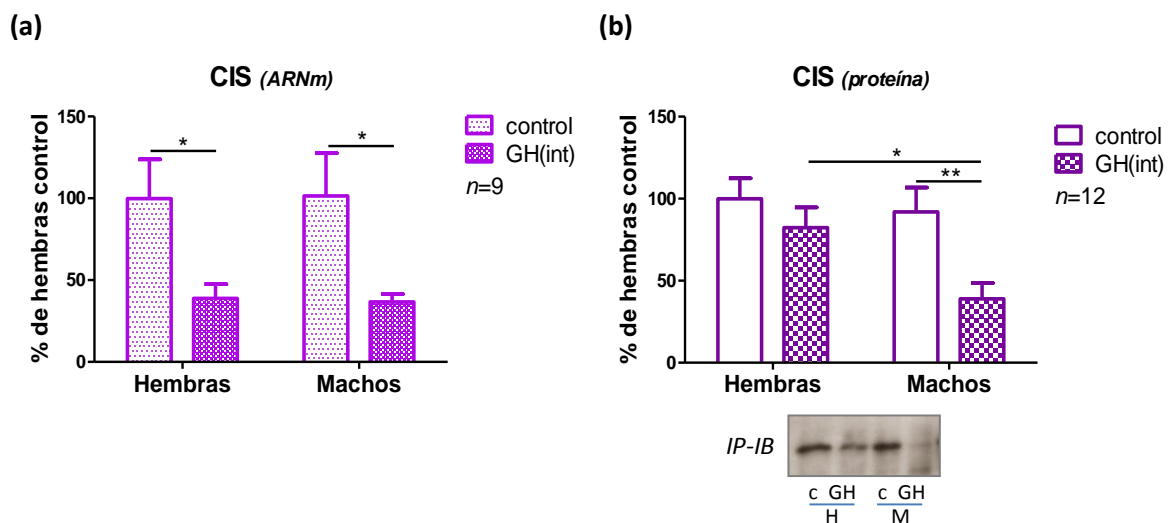 (a)
CIS (ARNm)
% de hembras control
150
100
50
0
*
*
Hembras
Machos
control
GH(int)
n=9
(b)
CIS (proteína)
% de hembras control
150
100
50
0
*
**
Hembras
Machos
control
GH(int)
n=12
IP-IB
c GH c GH
H M